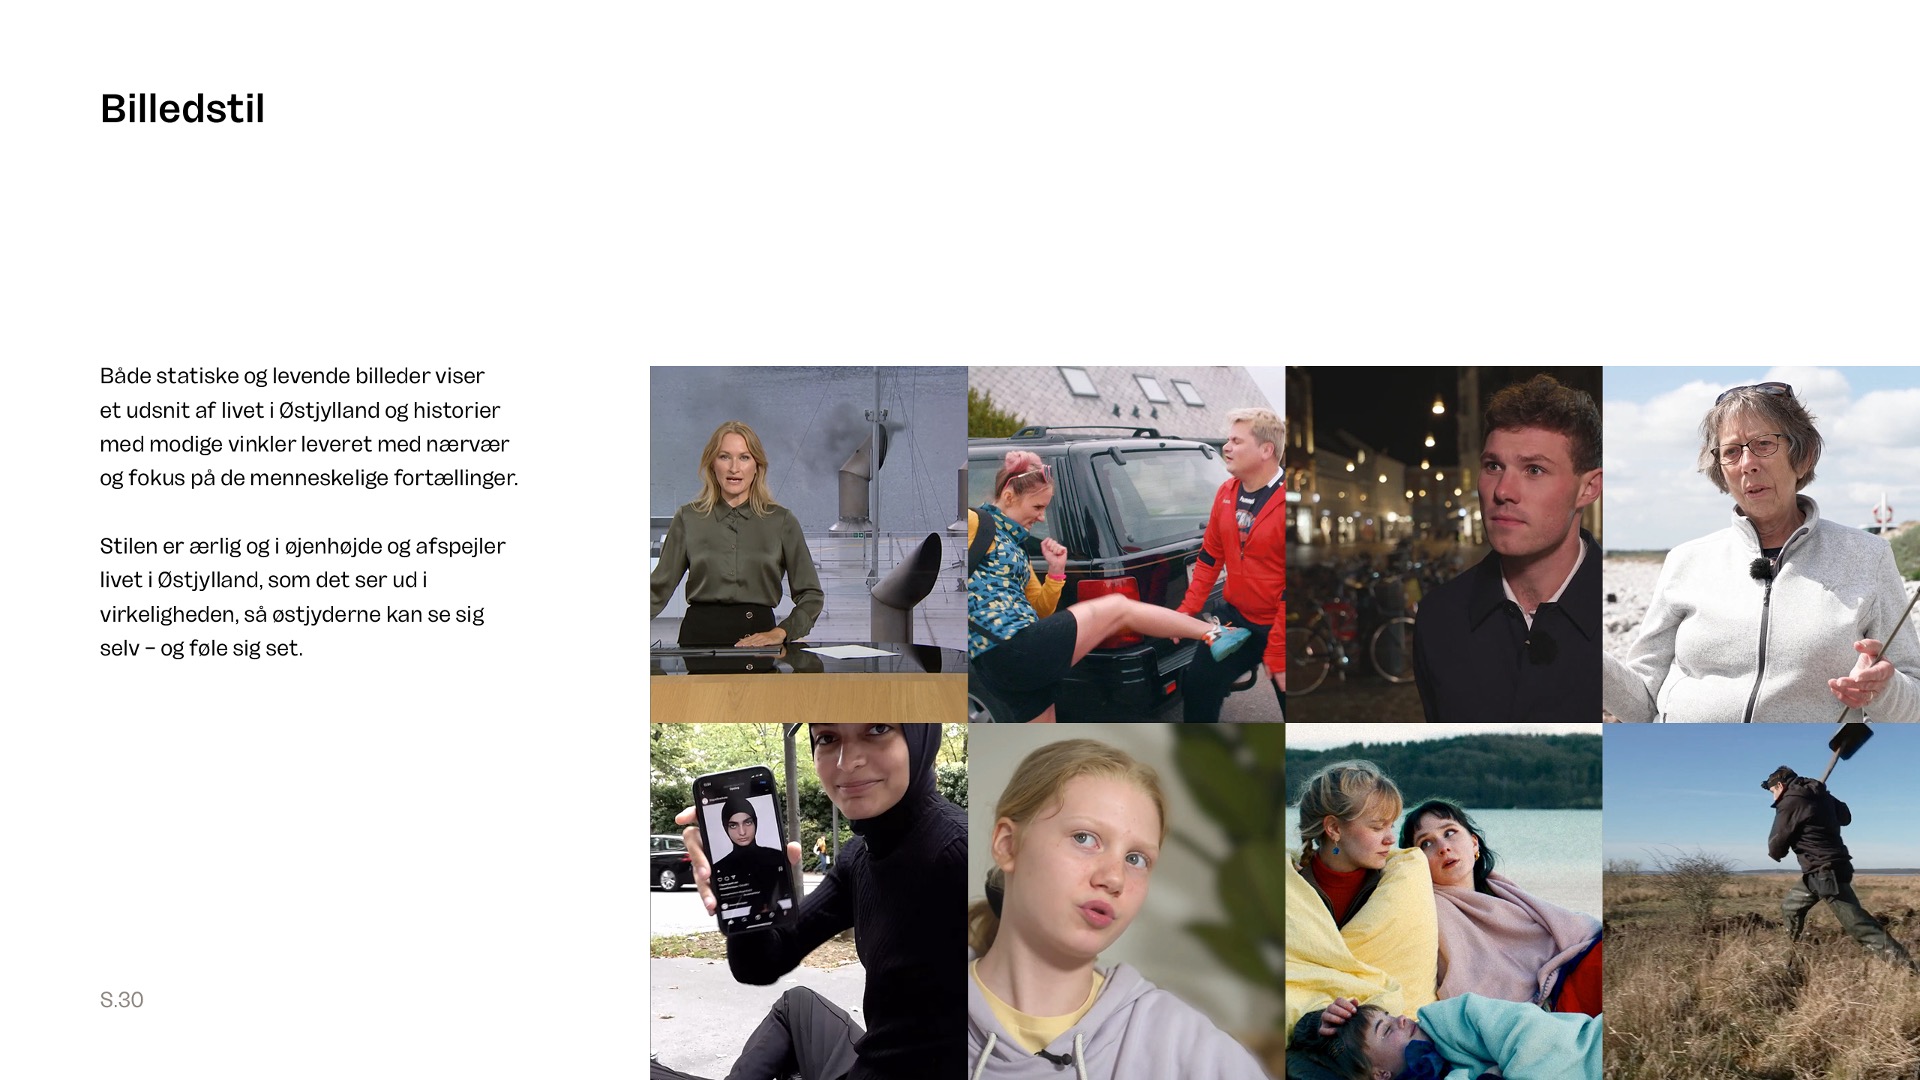 Billedstil
Både statiske og levende billeder viser
et udsnit af livet i Østjylland og historier
med modige vinkler leveret med nærvær
og fokus på de menneskelige fortællinger.
Stilen er ærlig og i øjenhøjde og afspejler
livet i Østjylland, som det ser ud i
virkeligheden, så østjyderne kan se sig
selv – og føle sig set.
S.30